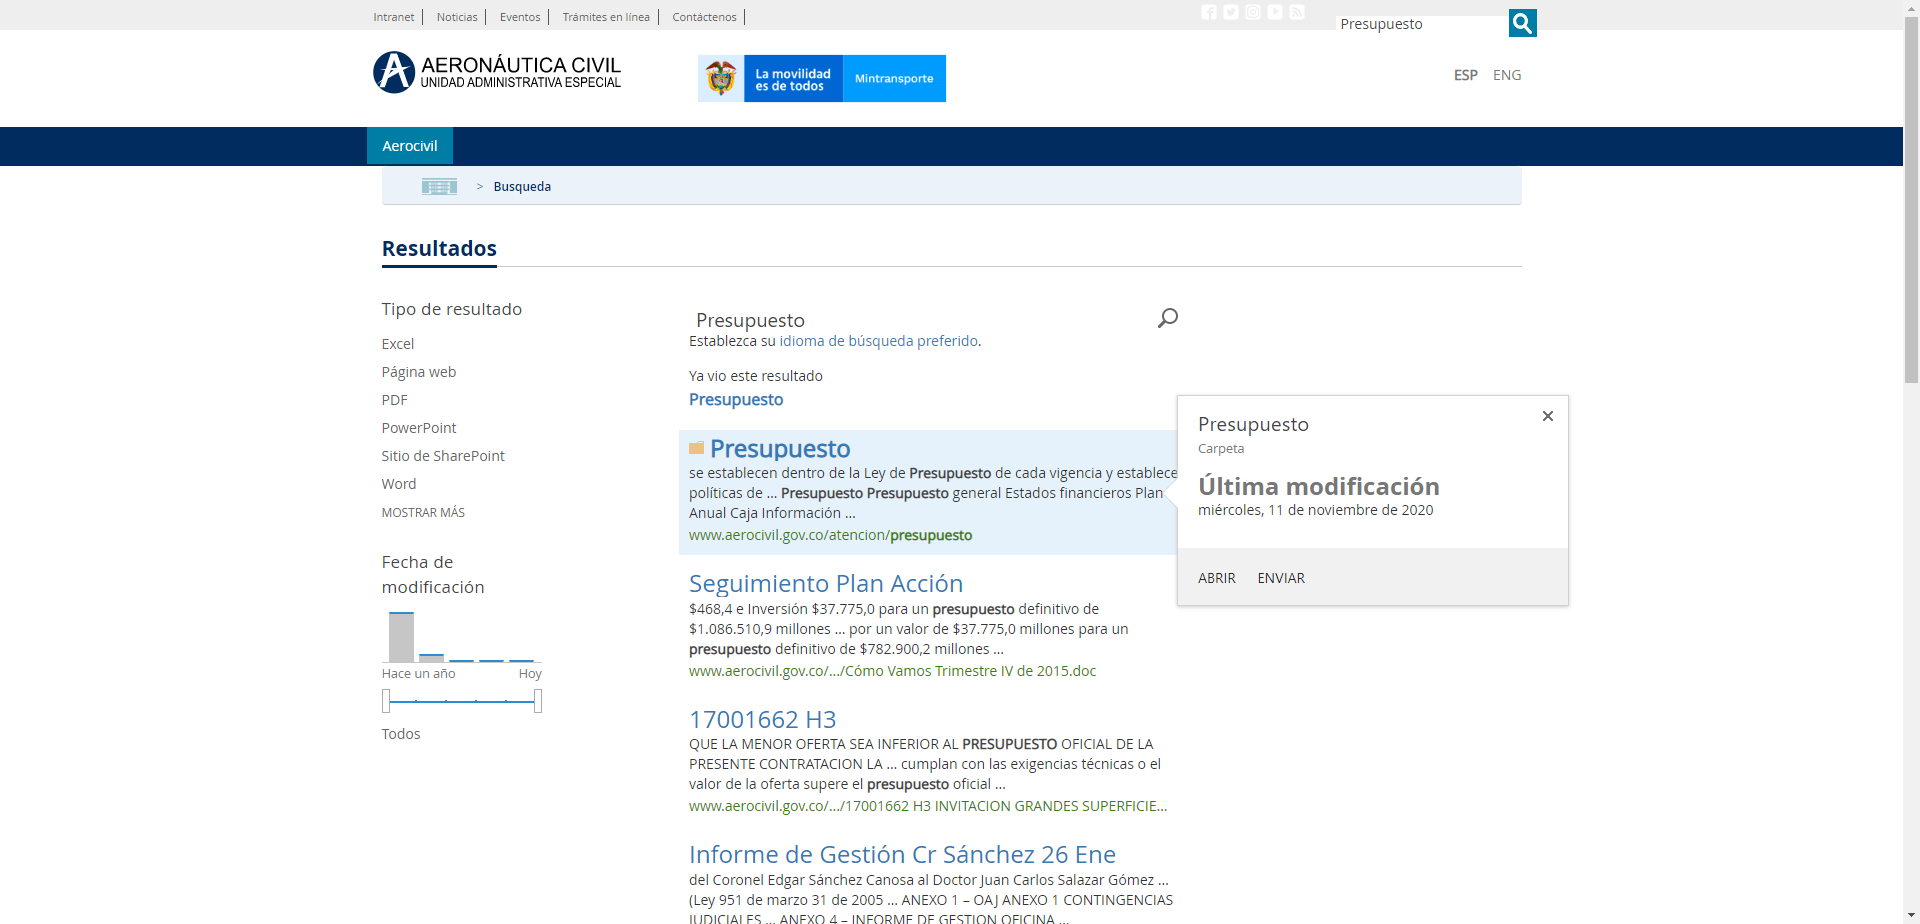 Intranet
Noticias
Eventos
Trámites en línea
Contáctenos
Presupuesto
AERONÁUTICA CIVIL
UNIDAD ADMINISTRATIVA ESPECIAL
La movilidad
es de todos
Mintransporte
ESP
ENG
Aerocivil
> Busqueda
Resultados
Tipo de resultado
Excel
Página web
PDF
PowerPoint
Sitio de SharePoint
Word
MOSTRAR MÁS
Fecha de
modificación
Hace un año
Hoy
Todos
Presupuesto
Establezca su idioma de búsqueda preferido.
Ya vio este resultado
Presupuesto
Presupuesto
se establecen dentro de la Ley de Presupuesto de cada vigencia y establece
políticas de ... Presupuesto Presupuesto general Estados financieros Plan
Anual Caja Información ...
www.aerocivil.gov.co/atencion/presupuesto
Seguimiento Plan Acción
$468,4 e Inversión $37.775,0 para un presupuesto definitivo de
$1.086.510,9 millones ... por un valor de $37.775,0 millones para un
presupuesto definitivo de $782.900,2 millones ...
www.aerocivil.gov.co/.../Cómo Vamos Trimestre IV de 2015.doc
17001662 H3
QUE LA MENOR OFERTA SEA INFERIOR AL PRESUPUESTO OFICIAL DE LA
PRESENTE CONTRATACION LA ... cumplan con las exigencias técnicas o el
valor de la oferta supere el presupuesto oficial ...
www.aerocivil.gov.co/.../17001662 H3 INVITACION GRANDES SUPERFICIE...
Informe de Gestión Cr Sánchez 26 Ene
del Coronel Edgar Sánchez Canosa al Doctor Juan Carlos Salazar Gómez ...
(Ley 951 de marzo 31 de 2005 ... ANEXO 1 – OAJ ANEXO 1 CONTINGENCIAS
JUDICIALES ... ANEXO 4 – INFORME DE GESTION OFICINA ...
Presupuesto
Carpeta
Última modificación
miércoles, 11 de noviembre de 2020
ABRIR
ENVIAR